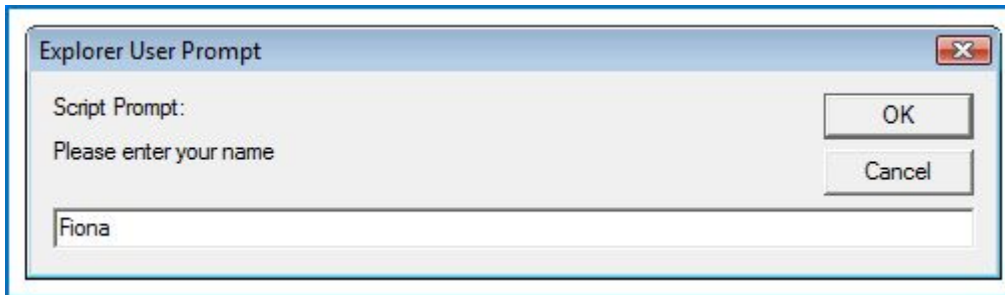 Explorer User Prompt
Script Prompt:
OK
Please enter your name
Cancel
Fiona